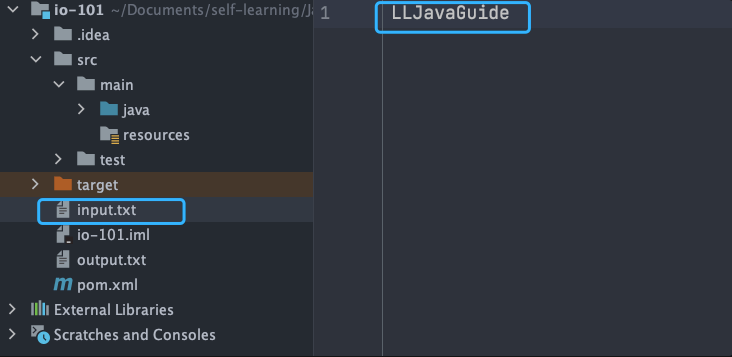 io-101 ~/Documents/self-learning/Ja
.idea
src
main
java
resources
test
target
input.txt
io-101.iml
output.txt
m pom.xml
External Libraries
Scratches and Consoles
1 LLJavaGuide